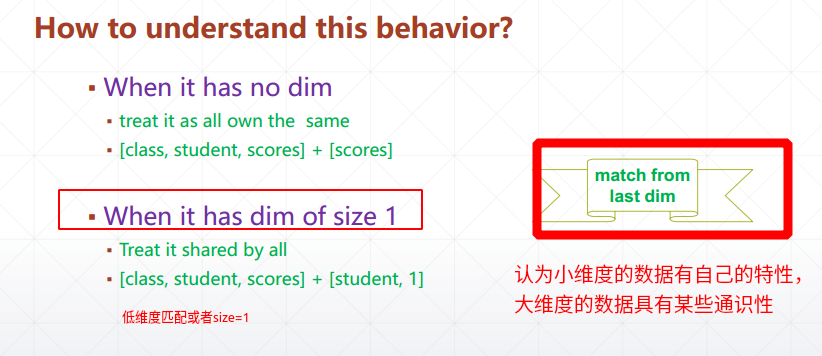 How to understand this behavior?
▪ When it has no dim
▪ treat it as all own the same
▪ [class, student, scores] + [scores]
▪ When it has dim of size 1
▪ Treat it shared by all
▪ [class, student, scores] + [student, 1]
低维度匹配或者size=1
match from
last dim
认为小维度的数据有自己的特性，
大维度的数据具有某些通识性